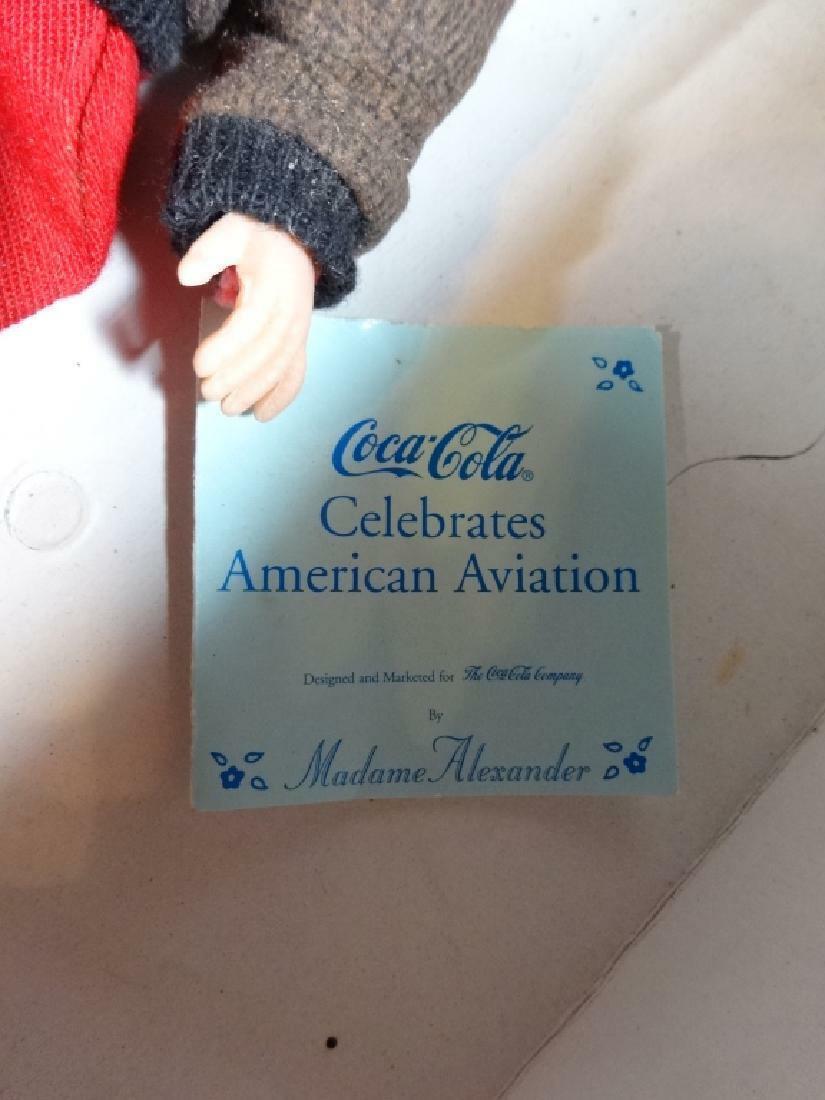 Coca-Cola®
Celebrates
American Aviation
Designed and Marketed for The Coca-Cola Company
By
Madame Alexander